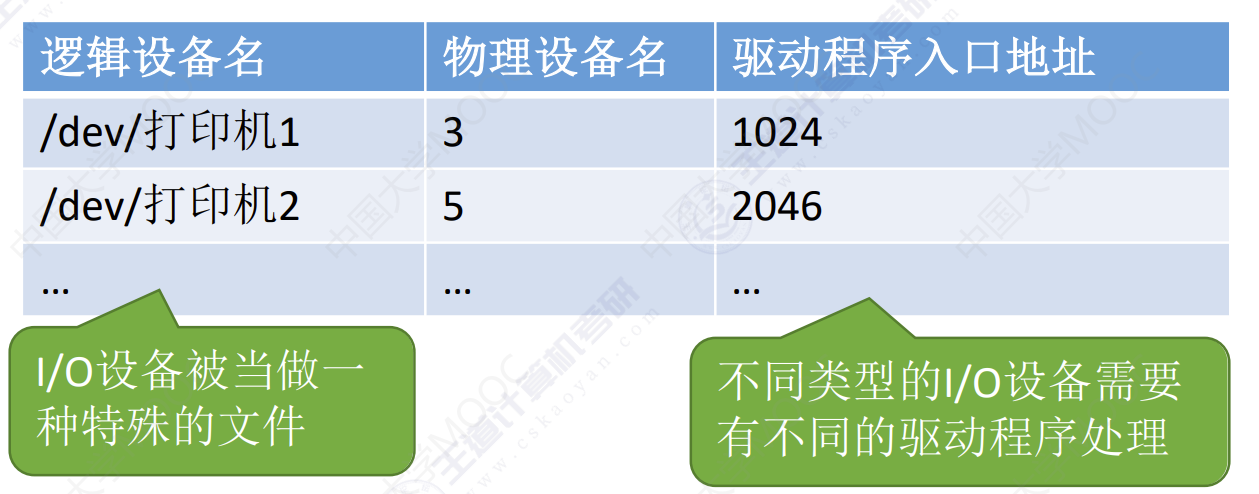 逻辑设备名 物理设备名 驱动程序入口地址
/dev/打印机1 3 1024
/dev/打印机2 5 2046
... ... ...
I/O设备被当做一
种特殊的文件
不同类型的I/O设备需要
有不同的驱动程序处理
中国大学MOOC
王道计算机考研
www.cskaoyan.com